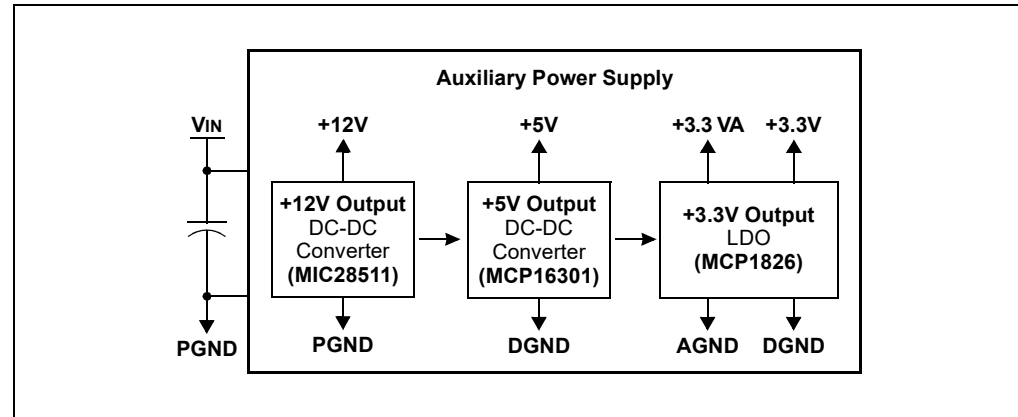 Auxiliary Power Supply
VIN
+12V
+5V
+3.3 VA
+3.3V
+12V Output
DC-DC
Converter
(MIC28511)
+5V Output
DC-DC
Converter
(MCP16301)
+3.3V Output
LDO
(MCP1826)
PGND
PGND
DGND
AGND
DGND